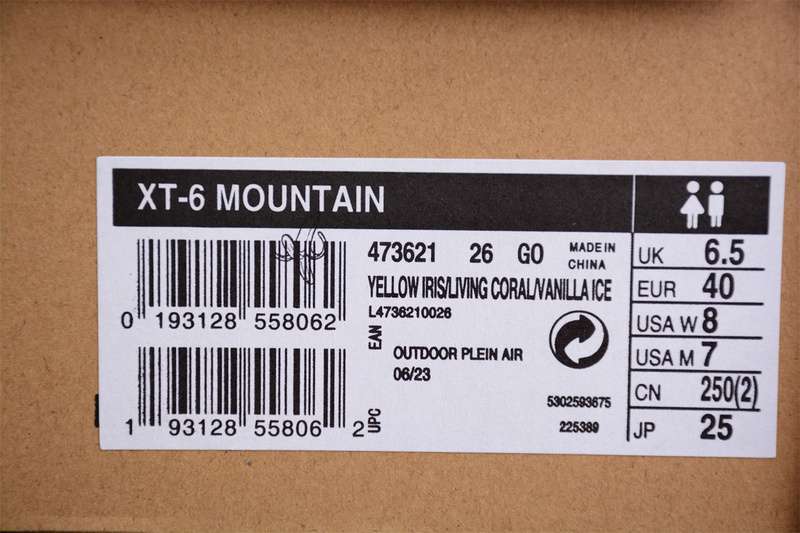 XT-6 MOUNTAIN
0 193128 558062
1 93128 55806 2
EAN
UPC
473621 26 GO MADE IN CHINA
YELLOW IRIS/LIVING CORAL/VANILLA ICE
L4736210026
OUTDOOR PLEIN AIR
06/23
5302593675
225389
UK 6.5
EUR 40
USA W 8
USA M 7
CN 250(2)
JP 25